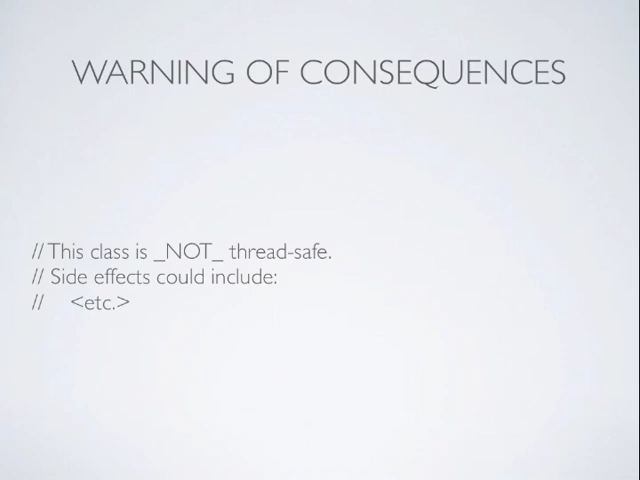 WARNING OF CONSEQUENCES
// This class is _NOT_ thread-safe.
// Side effects could include:
//    <etc.>